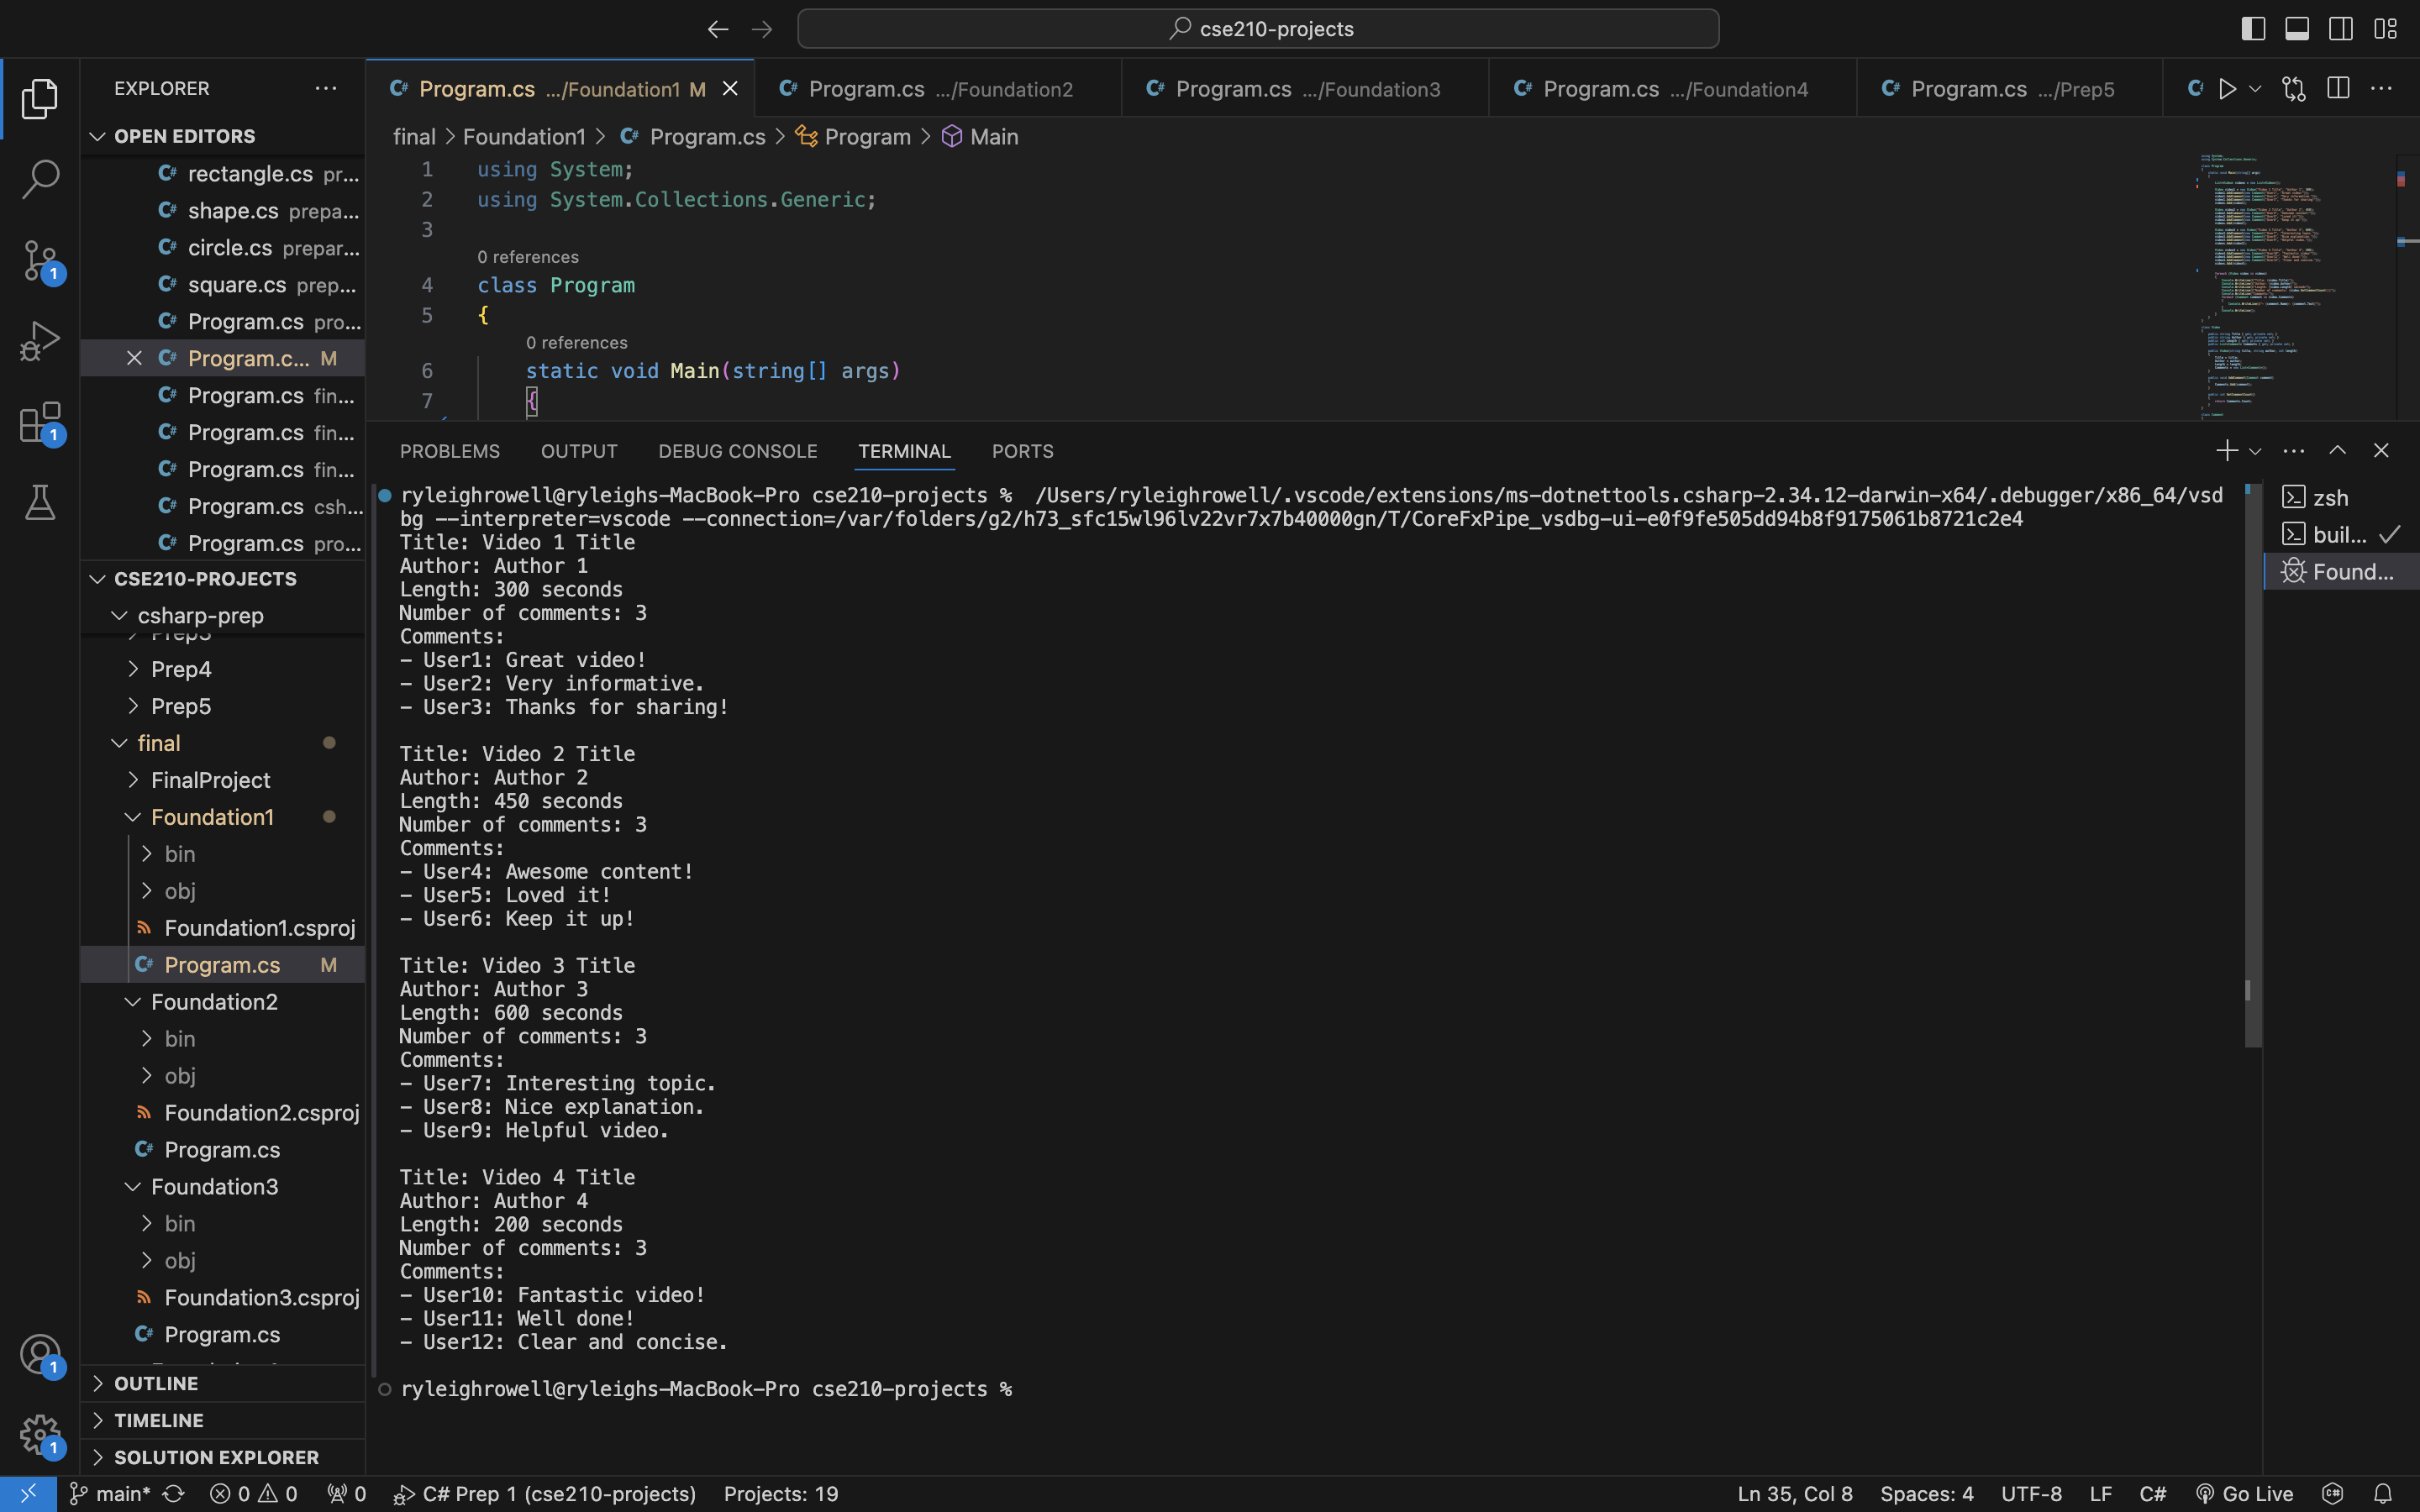 cse210-projects
EXPLORER
Program.cs .../Foundation1 M
Program.cs .../Foundation2
Program.cs .../Foundation3
Program.cs .../Foundation4
Program.cs .../Prep5
OPEN EDITORS
rectangle.cs pr...
shape.cs prepa...
circle.cs prepar...
square.cs prep...
Program.cs pro...
Program.c... M
Program.cs fin...
Program.cs fin...
Program.cs fin...
Program.cs csh...
Program.cs pro...
CSE210-PROJECTS
csharp-prep
Prep3
Prep4
Prep5
final
FinalProject
Foundation1
bin
obj
Foundation1.csproj
Program.cs M
Foundation2
bin
obj
Foundation2.csproj
Program.cs
Foundation3
bin
obj
Foundation3.csproj
Program.cs
OUTLINE
TIMELINE
SOLUTION EXPLORER
final > Foundation1 > Program.cs > Program > Main
1 using System;
2 using System.Collections.Generic;
3
0 references
4 class Program
5 {
0 references
6 static void Main(string[] args)
7 {
PROBLEMS OUTPUT DEBUG CONSOLE TERMINAL PORTS
ryleighrowell@ryleighs-MacBook-Pro cse210-projects % /Users/ryleighrowell/.vscode/extensions/ms-dotnettools.csharp-2.34.12-darwin-x64/.debugger/x86_64/vsd
bg --interpreter=vscode --connection=/var/folders/g2/h73_sfc15wl96lv22vr7x7b40000gn/T/CoreFxPipe_vsdbg-ui-e0f9fe505dd94b8f9175061b8721c2e4
Title: Video 1 Title
Author: Author 1
Length: 300 seconds
Number of comments: 3
Comments:
- User1: Great video!
- User2: Very informative.
- User3: Thanks for sharing!
Title: Video 2 Title
Author: Author 2
Length: 450 seconds
Number of comments: 3
Comments:
- User4: Awesome content!
- User5: Loved it!
- User6: Keep it up!
Title: Video 3 Title
Author: Author 3
Length: 600 seconds
Number of comments: 3
Comments:
- User7: Interesting topic.
- User8: Nice explanation.
- User9: Helpful video.
Title: Video 4 Title
Author: Author 4
Length: 200 seconds
Number of comments: 3
Comments:
- User10: Fantastic video!
- User11: Well done!
- User12: Clear and concise.
ryleighrowell@ryleighs-MacBook-Pro cse210-projects %
zsh
buil...
Found...
main* 0 0 0 C# Prep 1 (cse210-projects) Projects: 19
Ln 35, Col 8 Spaces: 4 UTF-8 LF C# Go Live